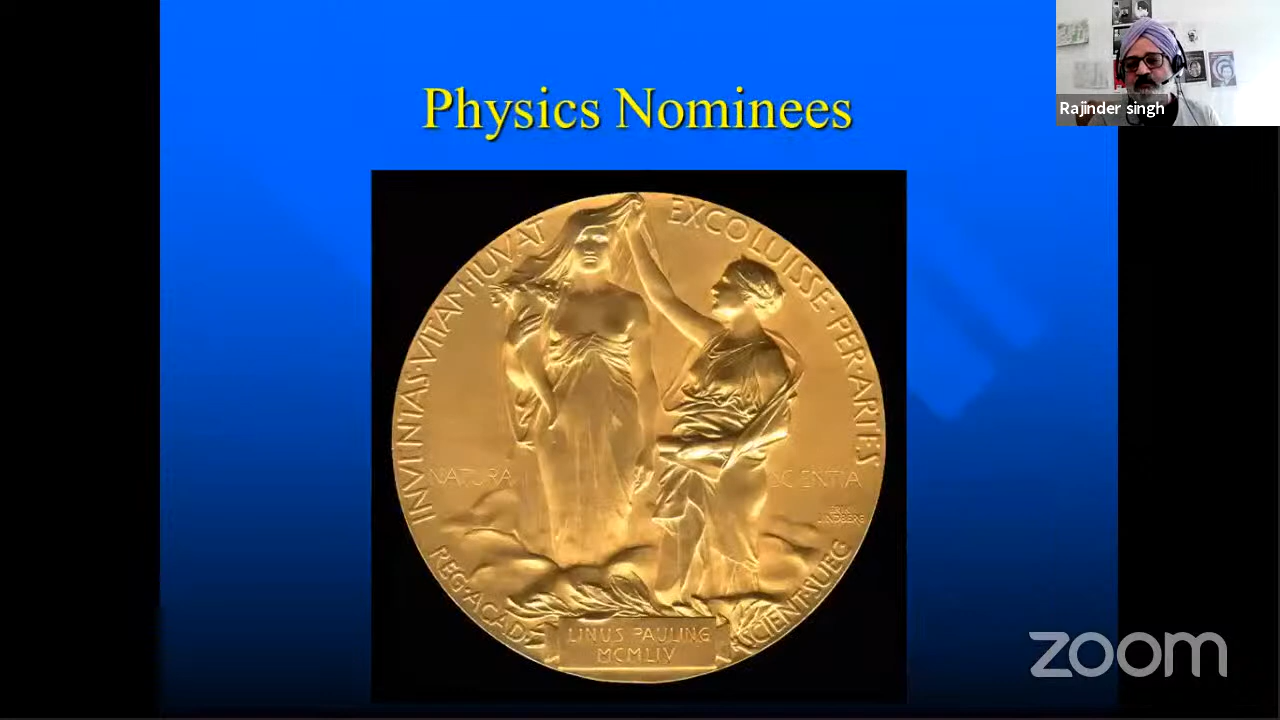 Physics Nominees
Rajinder singh
INVENTAS·VITAM·IUVAT
EXCOLUISSE·PER·ARTES
NATURA
SCIENTIA
ERIK
LINDBERG
REG·ACAD·
SCIENT·SUEC
LINUS PAULING
MCMLIV
zoom